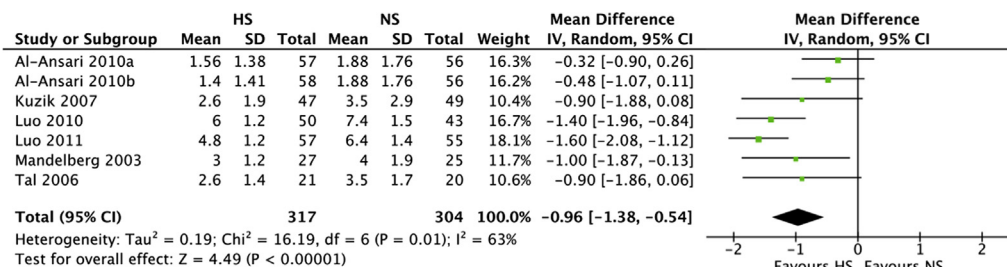 HS NS Mean Difference Mean Difference
Study or Subgroup Mean SD Total Mean SD Total Weight IV, Random, 95% CI IV, Random, 95% CI
Al-Ansari 2010a 1.56 1.38 57 1.88 1.76 56 16.3% -0.32 [-0.90, 0.26]
Al-Ansari 2010b 1.4 1.41 58 1.88 1.76 56 16.2% -0.48 [-1.07, 0.11]
Kuzik 2007 2.6 1.9 47 3.5 2.9 49 10.4% -0.90 [-1.88, 0.08]
Luo 2010 6 1.2 50 7.4 1.5 43 16.7% -1.40 [-1.96, -0.84]
Luo 2011 4.8 1.2 57 6.4 1.4 55 18.1% -1.60 [-2.08, -1.12]
Mandelberg 2003 3 1.2 27 4 1.9 25 11.7% -1.00 [-1.87, -0.13]
Tal 2006 2.6 1.4 21 3.5 1.7 20 10.6% -0.90 [-1.86, 0.06]
Total (95% CI) 317 304 100.0% -0.96 [-1.38, -0.54]
Heterogeneity: Tau² = 0.19; Chi² = 16.19, df = 6 (P = 0.01); I² = 63%
Test for overall effect: Z = 4.49 (P < 0.00001)
-2 -1 0 1 2
Favours HS Favours NS